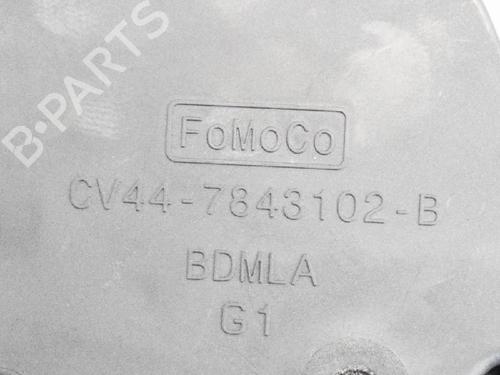 B-PARTS
FoMoCo
CV44-7843102-B
BDMLA
G1